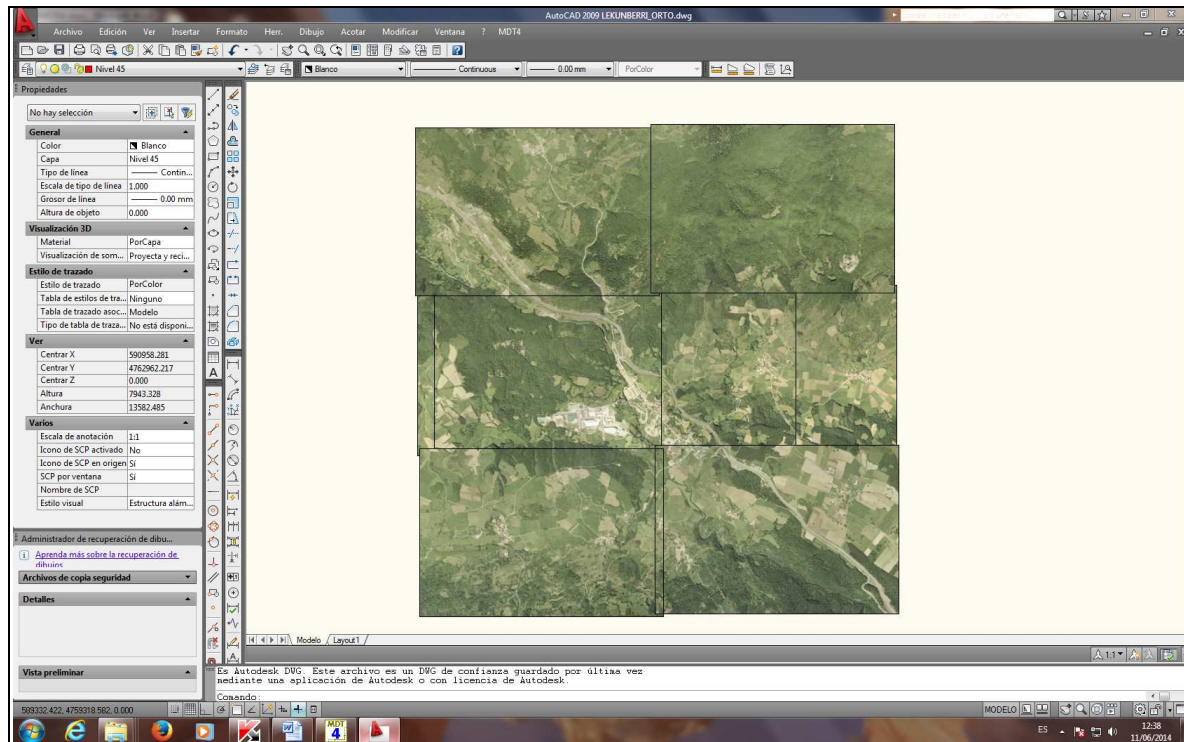 AutoCAD 2009 LEKUNBERRI_ORTO.dwg
Archivo Edición Ver Insertar Formato Herr. Dibujo Acotar Modificar Ventana ? MDT4
Nivel 45 Blanco Continuous 0.00 mm PorColor
Propiedades
No hay selección
General
Color Blanco
Capa Nivel 45
Tipo de línea Contin...
Escala de tipo de línea 1.000
Grosor de línea 0.00 mm
Altura de objeto 0.000
Visualización 3D
Material PorCapa
Visualización de som... Proyecta y reci...
Estilo de trazado
Estilo de trazado PorColor
Tabla de estilos de tra... Ninguno
Tabla de trazado asoc... Modelo
Tipo de tabla de traza... No está disponi...
Ver
Centrar X 590958.281
Centrar Y 4762962.217
Centrar Z 0.000
Altura 7943.328
Anchura 13582.485
Varios
Escala de anotación 1:1
Icono de SCP activado No
Icono de SCP en origen Sí
SCP por ventana Sí
Nombre de SCP
Estilo visual Estructura alám...
Administrador de recuperación de dibu...
Aprenda más sobre la recuperación de
dibujos
Archivos de copia seguridad
Detalles
Vista preliminar
Modelo Layout1
1:1
Es Autodesk DWG. Este archivo es un DWG de confianza guardado por última vez
mediante una aplicación de Autodesk o con licencia de Autodesk.
Comando:
589332.422, 4759318.582, 0.000 MODELO
MDT
4
ES 12:38
11/06/2014